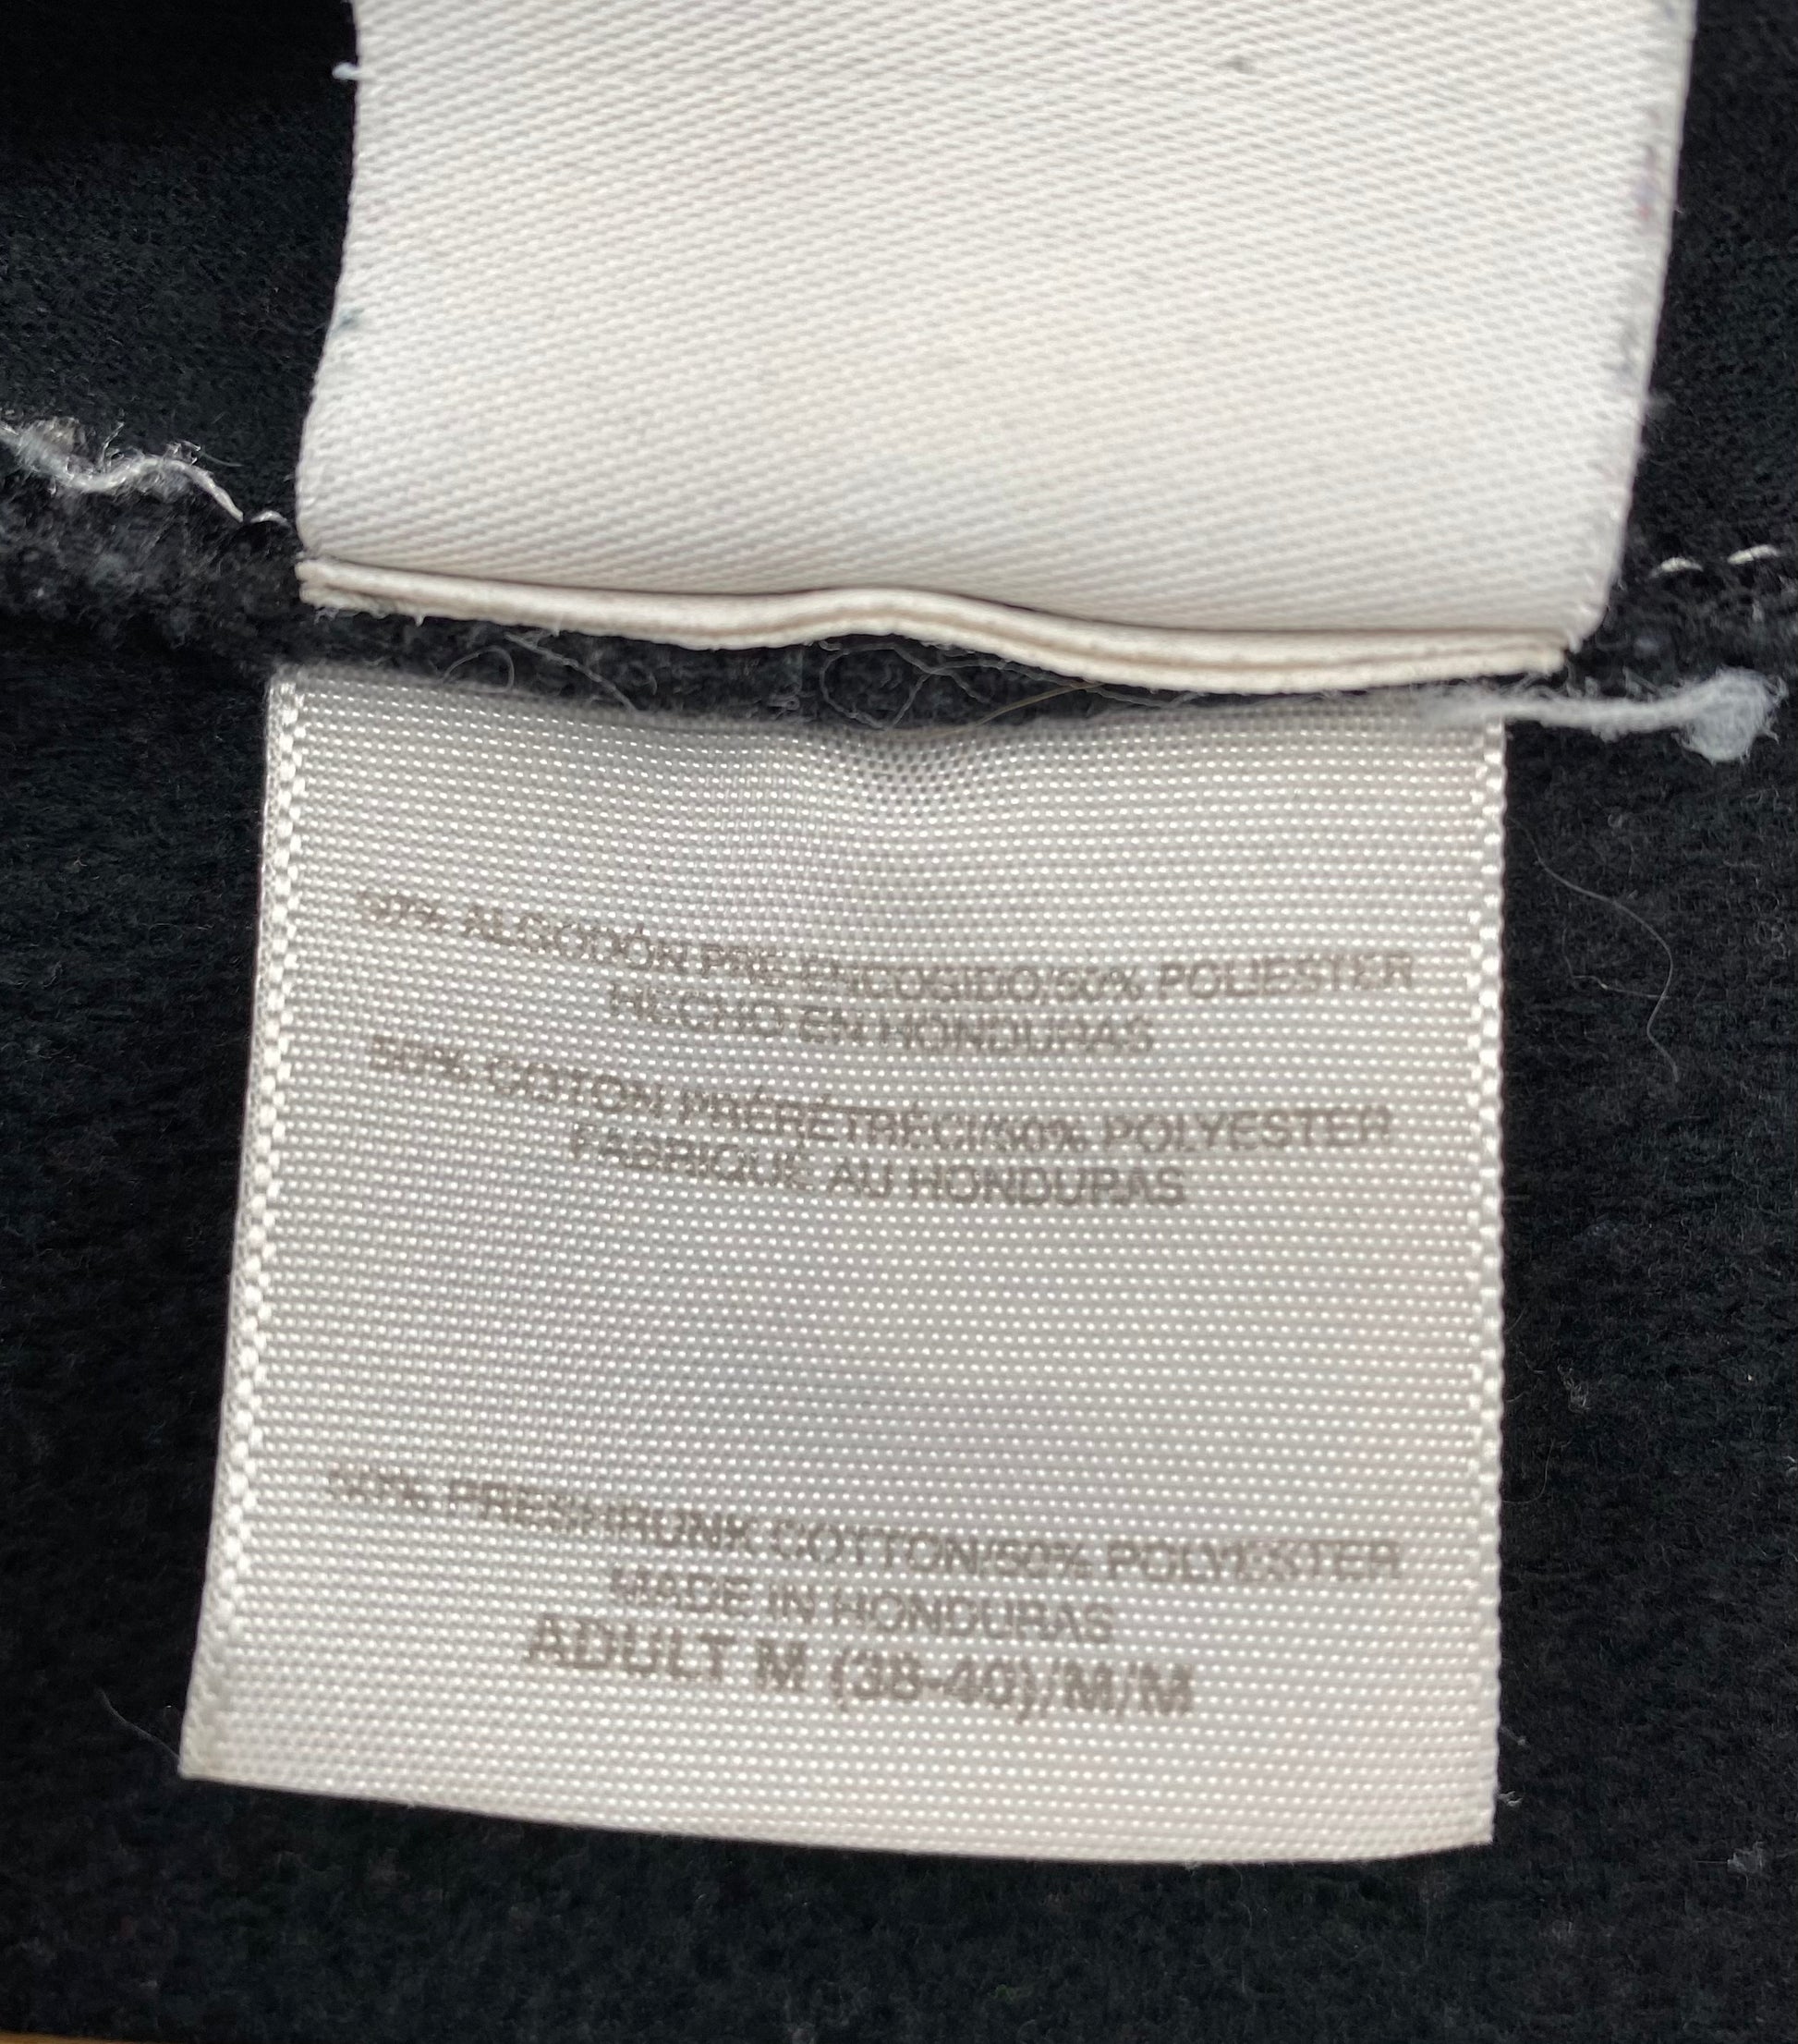 50% ALGODÓN PRE-ENCOGIDO/50% POLIESTER
HECHO EN HONDURAS
50% COTON PRÉRÉTRÉCI/50% POLYESTER
FABRIQUE AU HONDURAS
50% PRESHRUNK COTTON/50% POLYESTER
MADE IN HONDURAS
ADULT M (38-40)/M/M